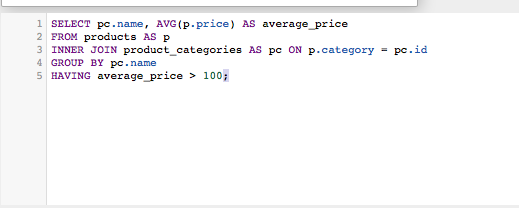 1 SELECT pc.name, AVG(p.price) AS average_price
2 FROM products AS p
3 INNER JOIN product_categories AS pc ON p.category = pc.id
4 GROUP BY pc.name
5 HAVING average_price > 100;